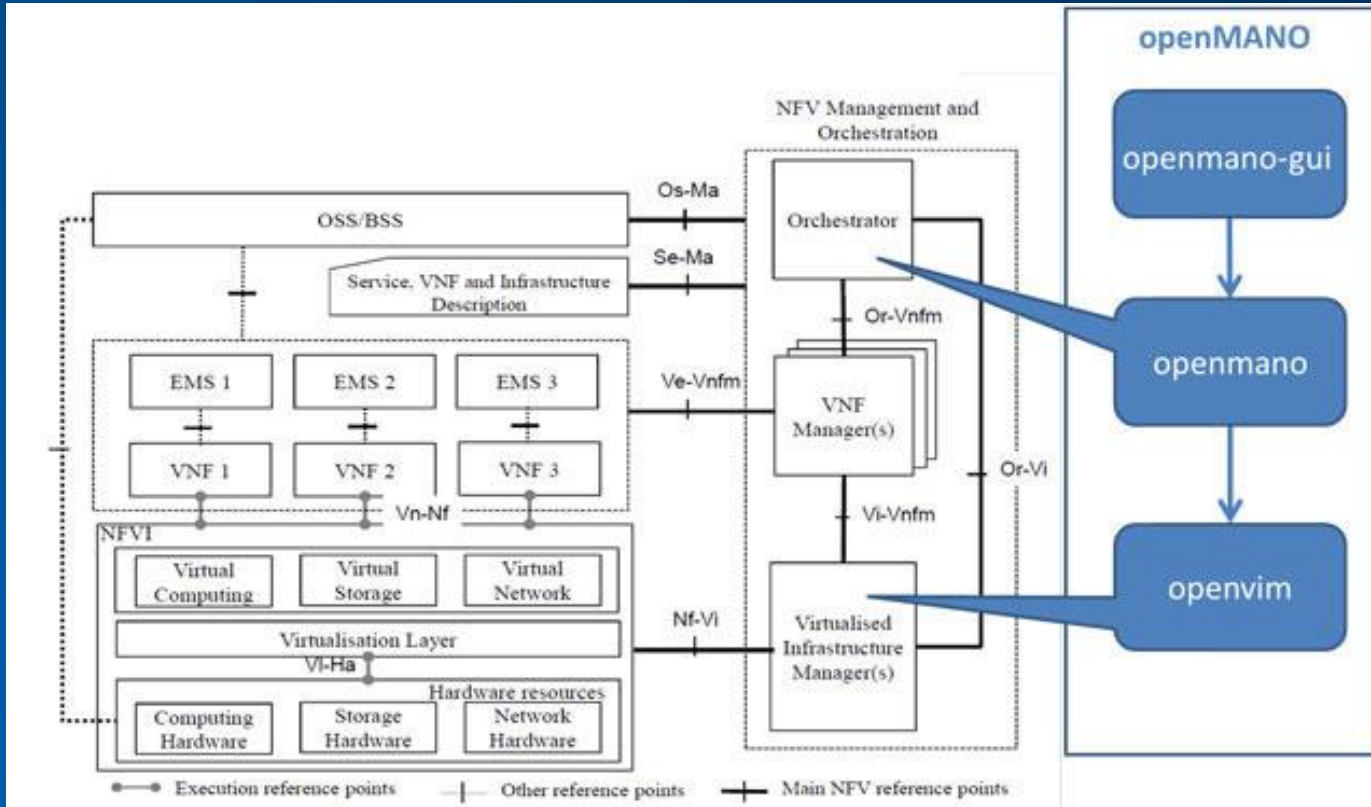 openMANO
NFV Management and
Orchestration
openmano-gui
Os-Ma
OSS/BSS
Orchestrator
Se-Ma
Service, VNF and Infrastructure
Description
Or-Vnfm
openmano
EMS 1
EMS 2
EMS 3
Ve-Vnfm
VNF
Manager(s)
VNF 1
VNF 2
VNF 3
Or-Vi
Vn-Nf
Vi-Vnfm
NFVI
Virtual
Computing
Virtual
Storage
Virtual
Network
openvim
Nf-Vi
Virtualised
Infrastructure
Manager(s)
Virtualisation Layer
Vl-Ha
Hardware resources
Computing
Hardware
Storage
Hardware
Network
Hardware
Execution reference points
Other reference points
Main NFV reference points